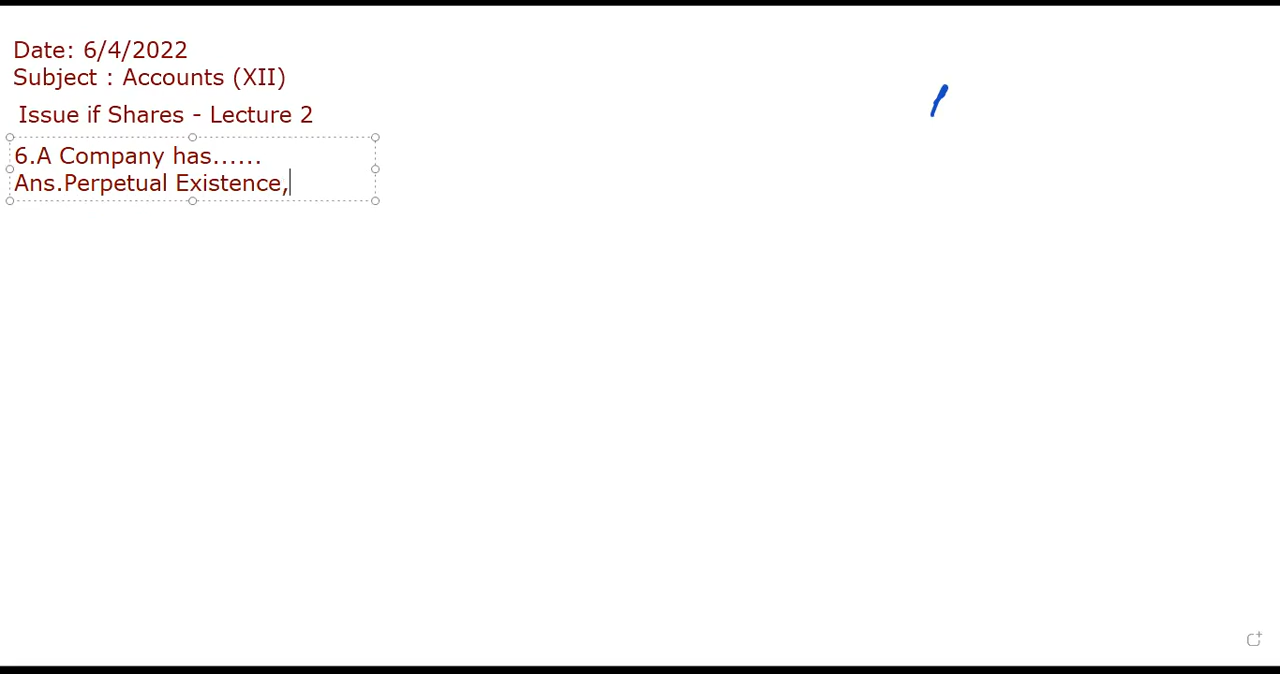 Date: 6/4/2022
Subject : Accounts (XII)
Issue if Shares - Lecture 2
6.A Company has......
Ans.Perpetual Existence,